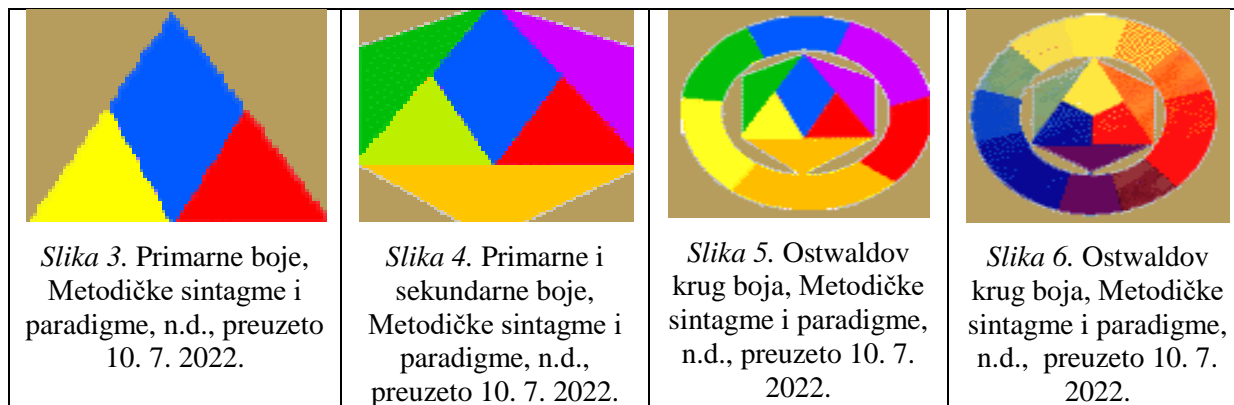 Slika 3. Primarne boje,
Metodičke sintagme i
paradigme, n.d., preuzeto
10. 7. 2022.
Slika 4. Primarne i
sekundarne boje,
Metodičke sintagme i
paradigme, n.d.,
preuzeto 10. 7. 2022.
Slika 5. Ostwaldov
krug boja, Metodičke
sintagme i paradigme,
n.d., preuzeto 10. 7.
2022.
Slika 6. Ostwaldov
krug boja, Metodičke
sintagme i paradigme,
n.d., preuzeto 10. 7.
2022.